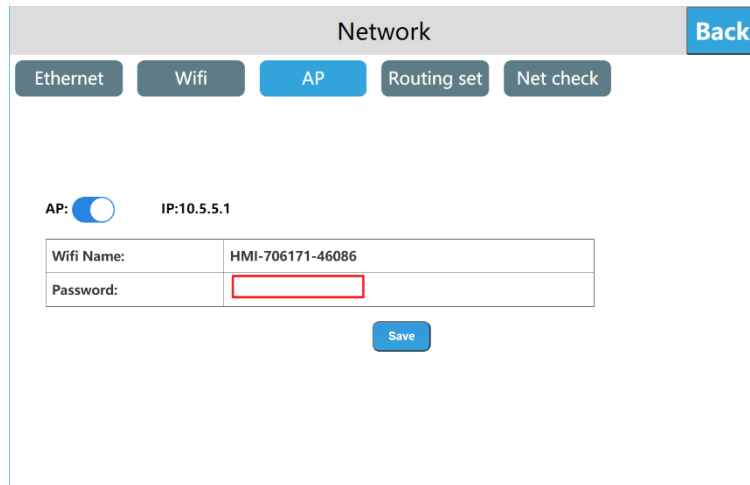 Network
Back
Ethernet
Wifi
AP
Routing set
Net check
AP:
IP:10.5.5.1
Wifi Name:
HMI-706171-46086
Password:
Save